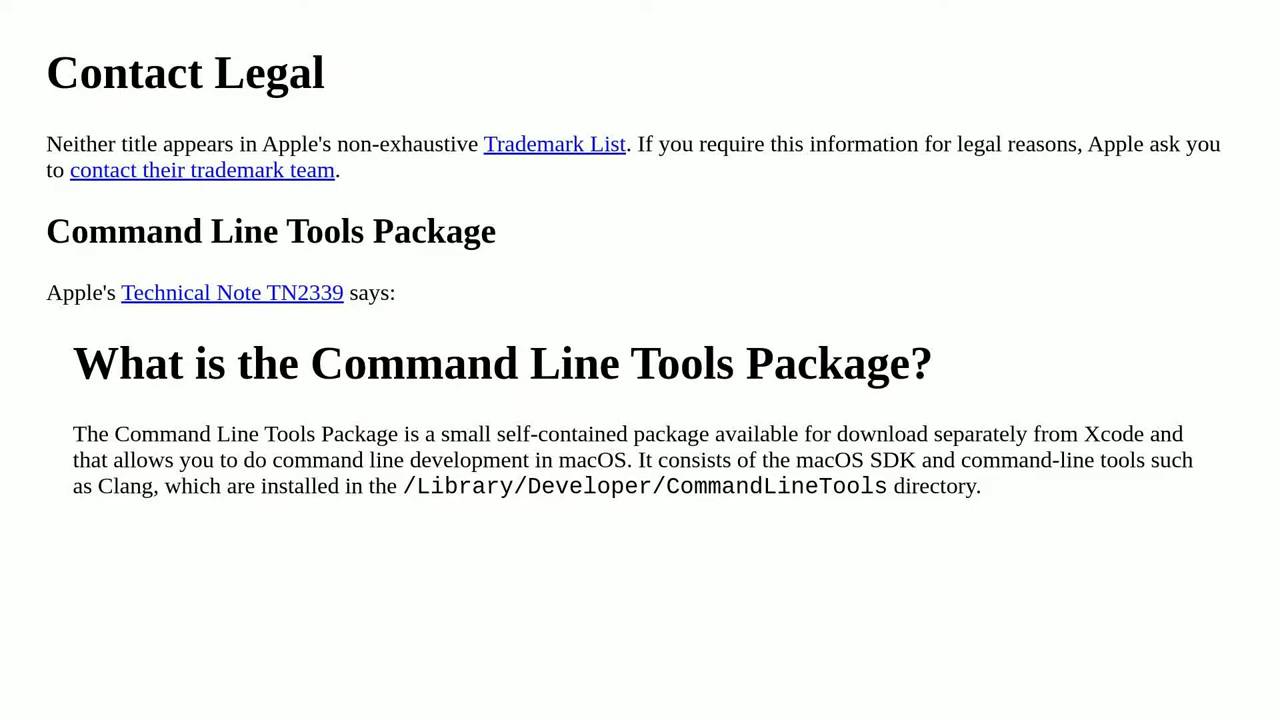 Contact Legal
Neither title appears in Apple's non-exhaustive Trademark List. If you require this information for legal reasons, Apple ask you
to contact their trademark team.
Command Line Tools Package
Apple's Technical Note TN2339 says:
What is the Command Line Tools Package?
The Command Line Tools Package is a small self-contained package available for download separately from Xcode and
that allows you to do command line development in macOS. It consists of the macOS SDK and command-line tools such
as Clang, which are installed in the /Library/Developer/CommandLineTools directory.